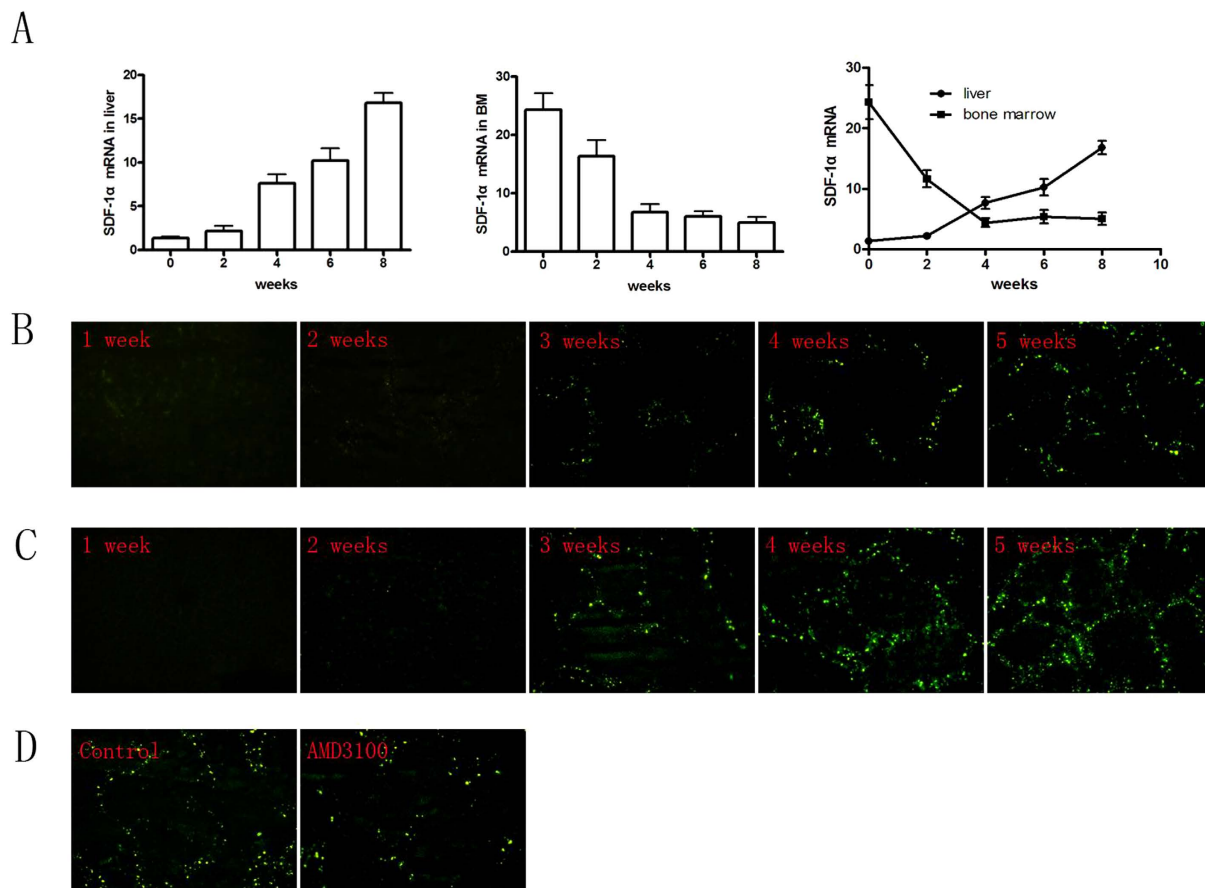 A
SDF-1α mRNA in liver
20
15
10
5
0
0 2 4 6 8
weeks
SDF-1α mRNA in BM
30
20
10
0
0 2 4 6 8
weeks
SDF-1α mRNA
30
20
10
0
liver
bone marrow
0 2 4 6 8 10
weeks
B
1 week
2 weeks
3 weeks
4 weeks
5 weeks
C
1 week
2 weeks
3 weeks
4 weeks
5 weeks
D
Control
AMD3100